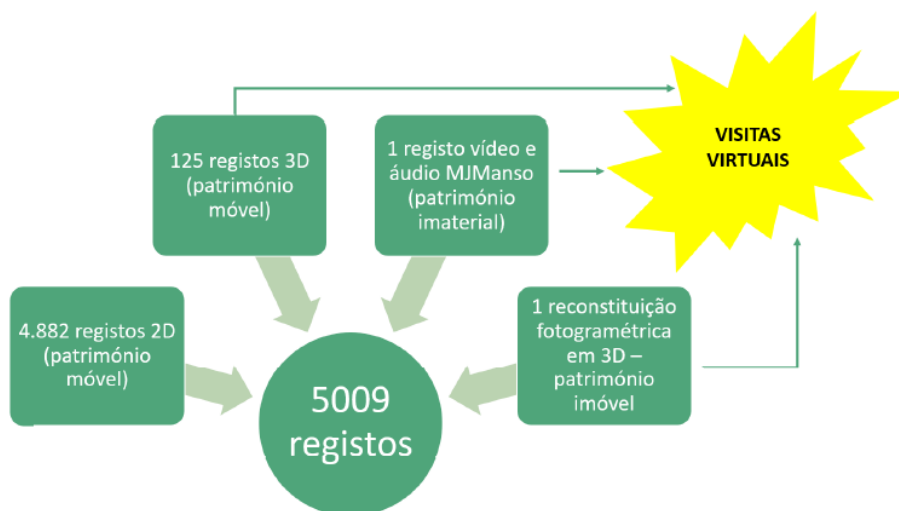 VISITAS
VIRTUAIS
125 registos 3D
(património
móvel)
1 registo vídeo e
áudio MJManso
(património
imaterial)
4.882 registos 2D
(património
móvel)
1 reconstituição
fotogramétrica
em 3D –
património
imóvel
5009
registos